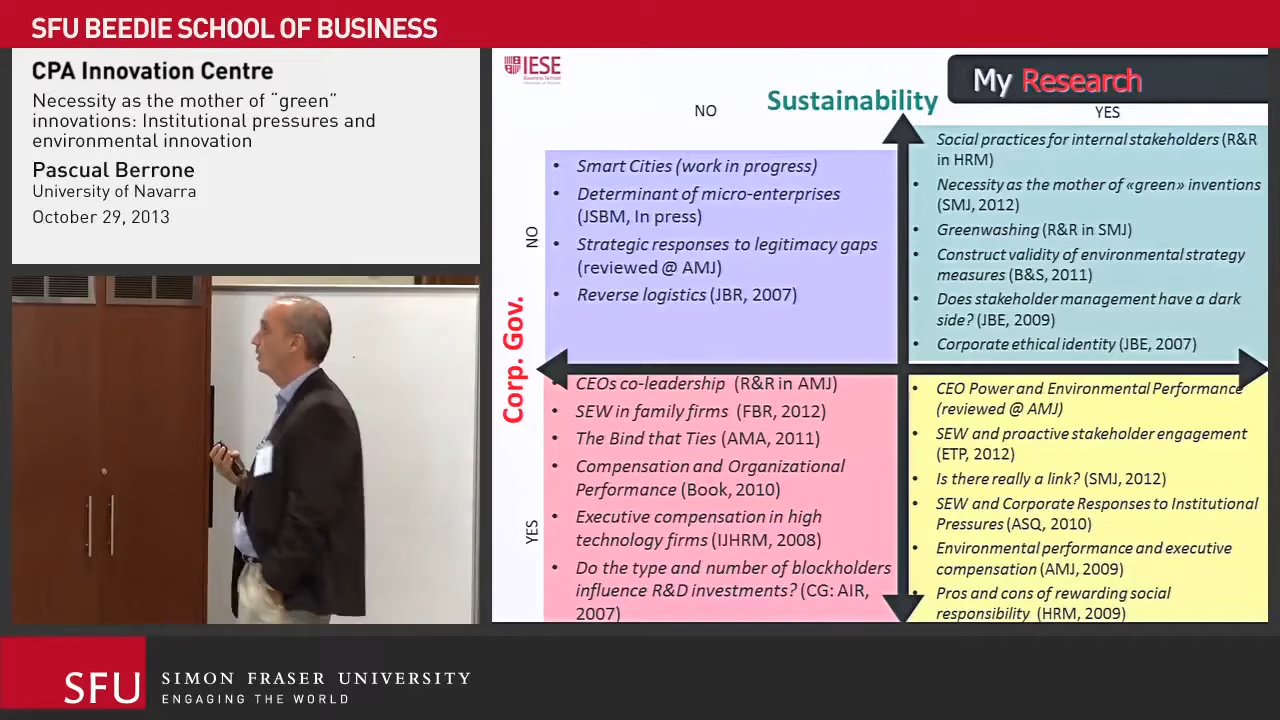 SFU BEEDIE SCHOOL OF BUSINESS
CPA Innovation Centre
Necessity as the mother of “green”
innovations: Institutional pressures and
environmental innovation
Pascual Berrone
University of Navarra
October 29, 2013
IESE
Business School
University of Navarra
My Research
Sustainability
NO
YES
Corp. Gov.
NO
• Smart Cities (work in progress)
• Determinant of micro-enterprises
(JSBM, In press)
• Strategic responses to legitimacy gaps
(reviewed @ AMJ)
• Reverse logistics (JBR, 2007)
Social practices for internal stakeholders (R&R
in HRM)
• Necessity as the mother of «green» inventions
(SMJ, 2012)
• Greenwashing (R&R in SMJ)
• Construct validity of environmental strategy
measures (B&S, 2011)
• Does stakeholder management have a dark
side? (JBE, 2009)
• Corporate ethical identity (JBE, 2007)
YES
CEOs co-leadership (R&R in AMJ)
• SEW in family firms (FBR, 2012)
• The Bind that Ties (AMA, 2011)
• Compensation and Organizational
Performance (Book, 2010)
• Executive compensation in high
technology firms (IJHRM, 2008)
• Do the type and number of blockholders
influence R&D investments? (CG: AIR,
2007)
• CEO Power and Environmental Performance
(reviewed @ AMJ)
• SEW and proactive stakeholder engagement
(ETP, 2012)
• Is there really a link? (SMJ, 2012)
• SEW and Corporate Responses to Institutional
Pressures (ASQ, 2010)
• Environmental performance and executive
compensation (AMJ, 2009)
• Pros and cons of rewarding social
responsibility (HRM, 2009)
SFU
SIMON FRASER UNIVERSITY
ENGAGING THE WORLD